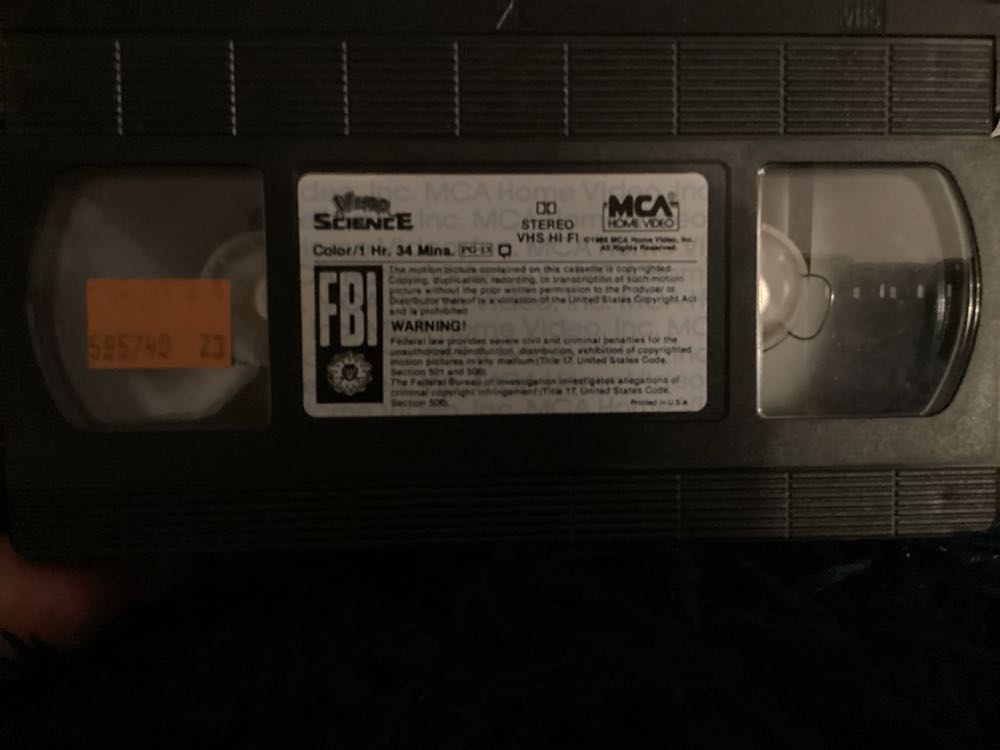 VHS
WEIRD
SCIENCE
STEREO
VHS HI-FI
MCA
HOME VIDEO
©1985 MCA Home Video, Inc.
All Rights Reserved.
Color/1 Hr. 34 Mins. PG-13
FBI
The motion picture contained on this cassette is copyrighted.
Copying, duplication, recording, or transcription of such motion
picture without the prior written permission to the Producer or
Distributor thereof is a violation of the United States Copyright Act
and is prohibited.
WARNING!
Federal law provides severe civil and criminal penalties for the
unauthorized reproduction, distribution, exhibition of copyrighted
motion pictures in any medium (Title 17, United States Code,
Section 501 and 506)
The Federal Bureau of Investigation investigates allegations of
criminal copyright infringement (Title 17, United States Code,
Section 506).
Printed in U.S.A.
595740 23